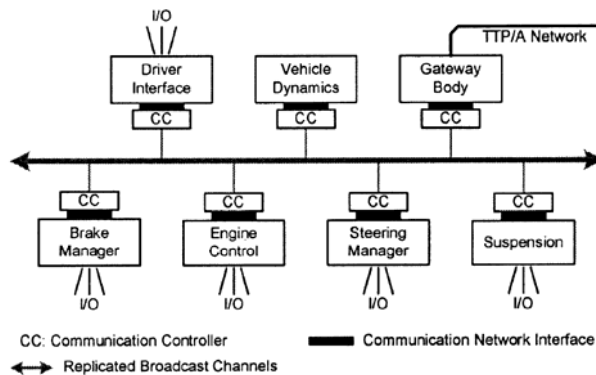 I/O
TTP/A Network
Driver
Interface
Vehicle
Dynamics
Gateway
Body
CC
CC
CC
CC
CC
CC
CC
Brake
Manager
Engine
Control
Steering
Manager
Suspension
I/O
I/O
I/O
I/O
CC: Communication Controller
Communication Network Interface
Replicated Broadcast Channels